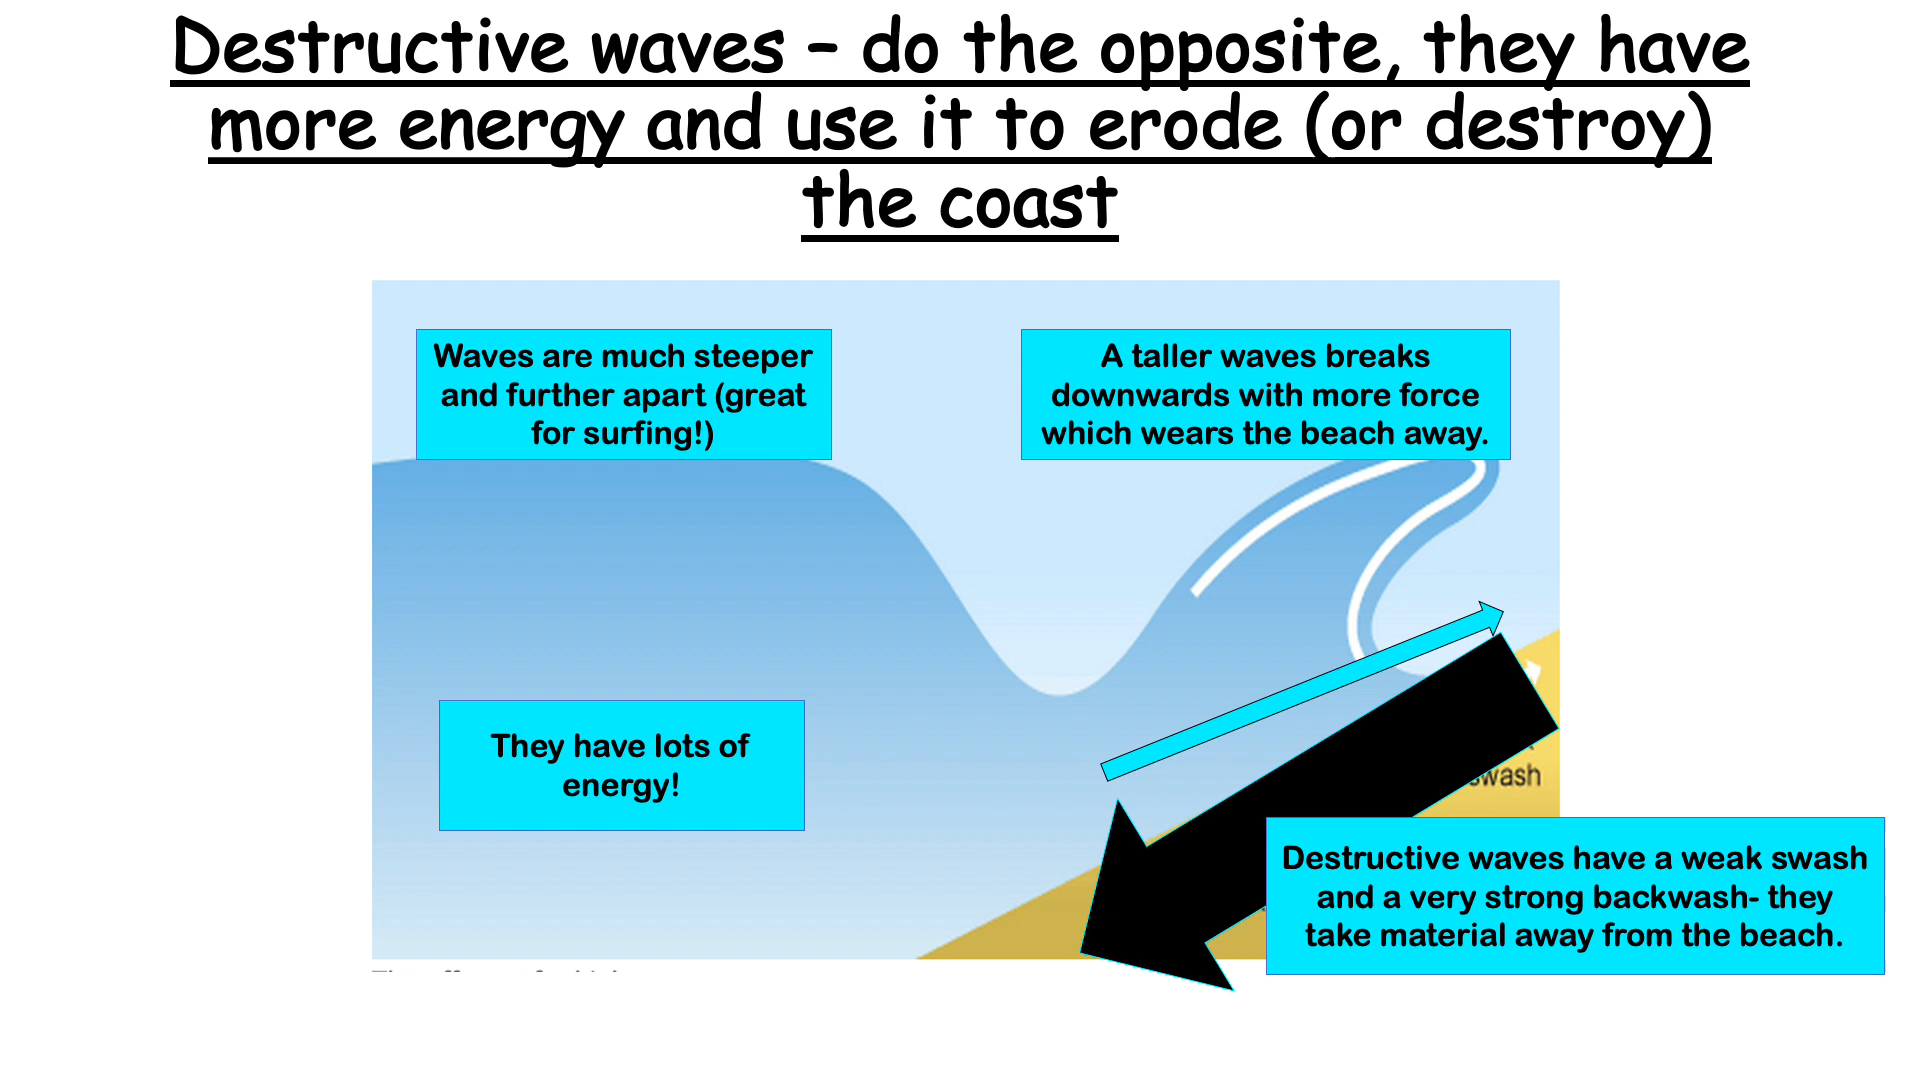 Destructive waves – do the opposite, they have
more energy and use it to erode (or destroy)
the coast
Waves are much steeper
and further apart (great
for surfing!)
A taller waves breaks
downwards with more force
which wears the beach away.
They have lots of
energy!
swash
Destructive waves have a weak swash
and a very strong backwash- they
take material away from the beach.